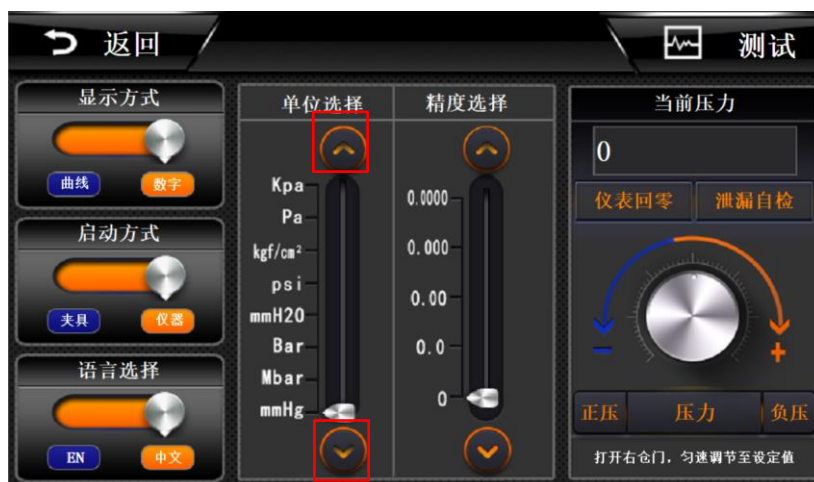 返回
测试
显示方式
曲线 数字
启动方式
夹具 仪器
语言选择
EN 中文
单位选择
Kpa
Pa
kgf/cm²
psi
mmH2O
Bar
Mbar
mmHg
精度选择
0.0000
0.000
0.00
0.0
0
当前压力
0
仪表回零 泄漏自检
− +
正压 压力 负压
打开右仓门，匀速调节至设定值